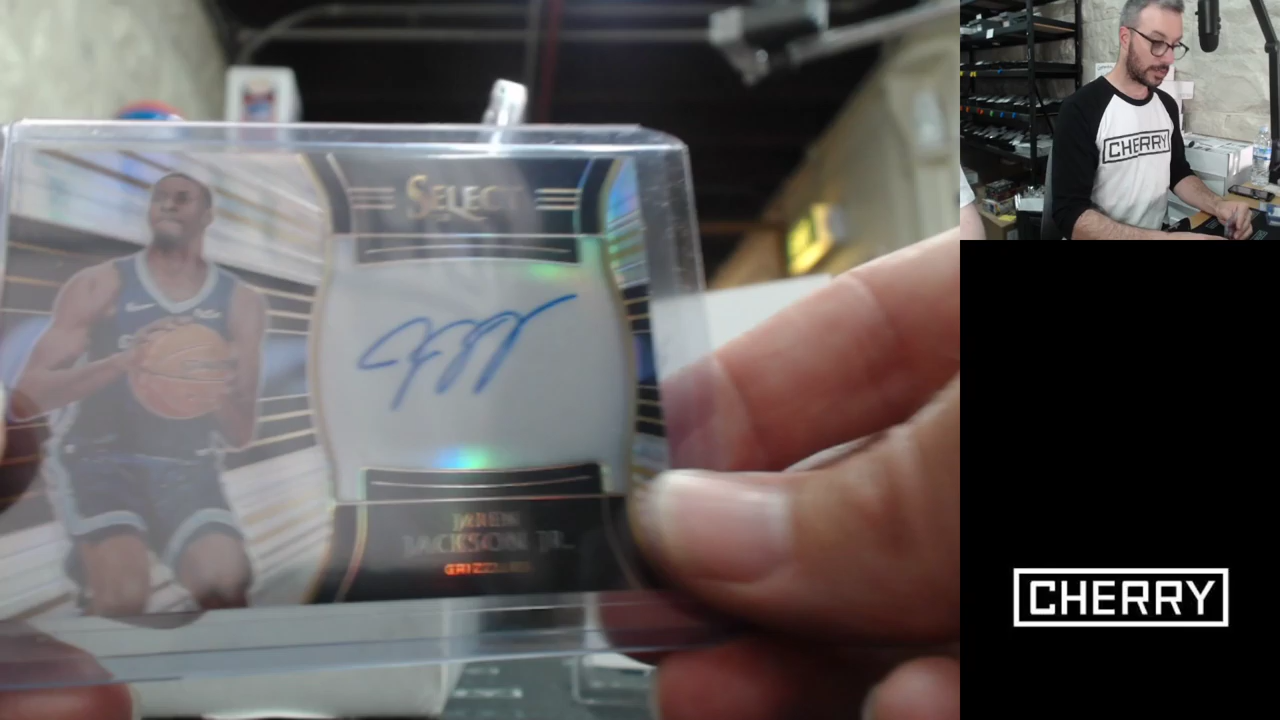 SELECT
JAREN
JACKSON JR.
GRIZZLIES
CHERRY
CHERRY